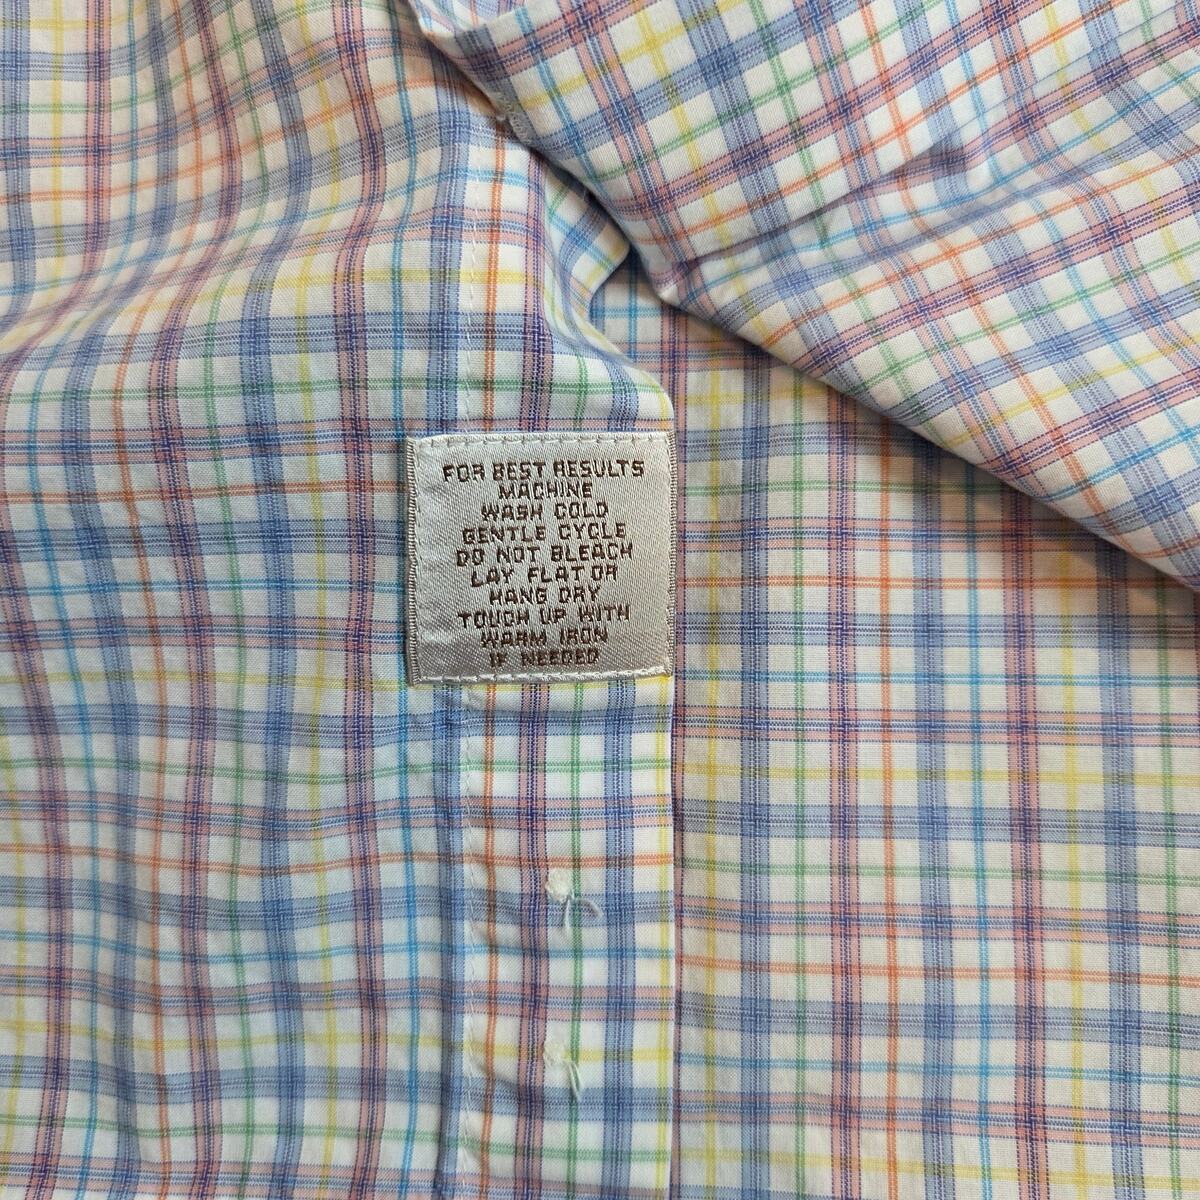 FOR BEST RESULTS
MACHINE
WASH COLD
GENTLE CYCLE
DO NOT BLEACH
LAY FLAT OR
HANG DRY
TOUCH UP WITH
WARM IRON
IF NEEDED